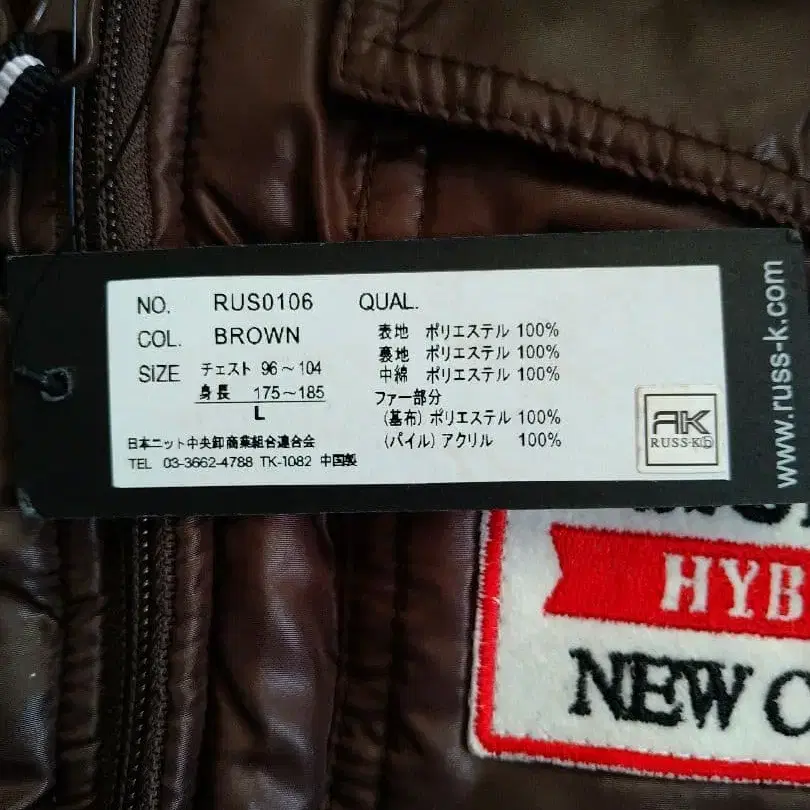 NO. RUS0106
COL. BROWN
SIZE チェスト 96～104
身長 175～185
L
日本ニット中央卸商業組合連合会
TEL 03-3662-4788 TK-1082 中国製
QUAL.
表地 ポリエステル 100%
裏地 ポリエステル 100%
中綿 ポリエステル 100%
ファー部分
(基布) ポリエステル 100%
(パイル) アクリル 100%
RUSS-K
www.russ-k.com
HYB
NEW